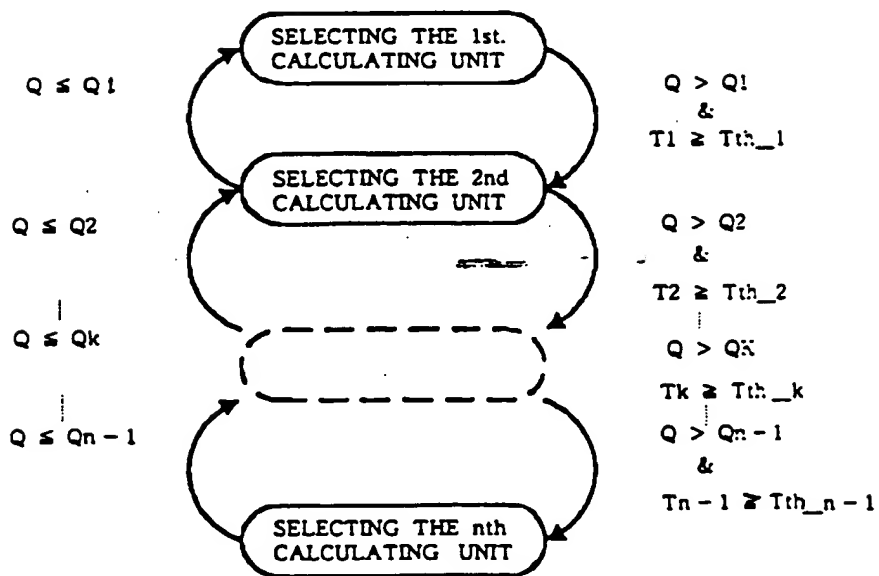 SELECTING THE 1st.
CALCULATING UNIT
Q ≤ Q1
Q > Q1
&
T1 ≧ Tth_1
SELECTING THE 2nd
CALCULATING UNIT
Q ≤ Q2
Q > Q2
&
T2 ≧ Tth_2
Q ≤ Qk
Q > QK
Tk ≧ Tth_k
Q ≤ Qn-1
Q > Qn-1
&
Tn-1 ≧ Tth_n-1
SELECTING THE nth
CALCULATING UNIT